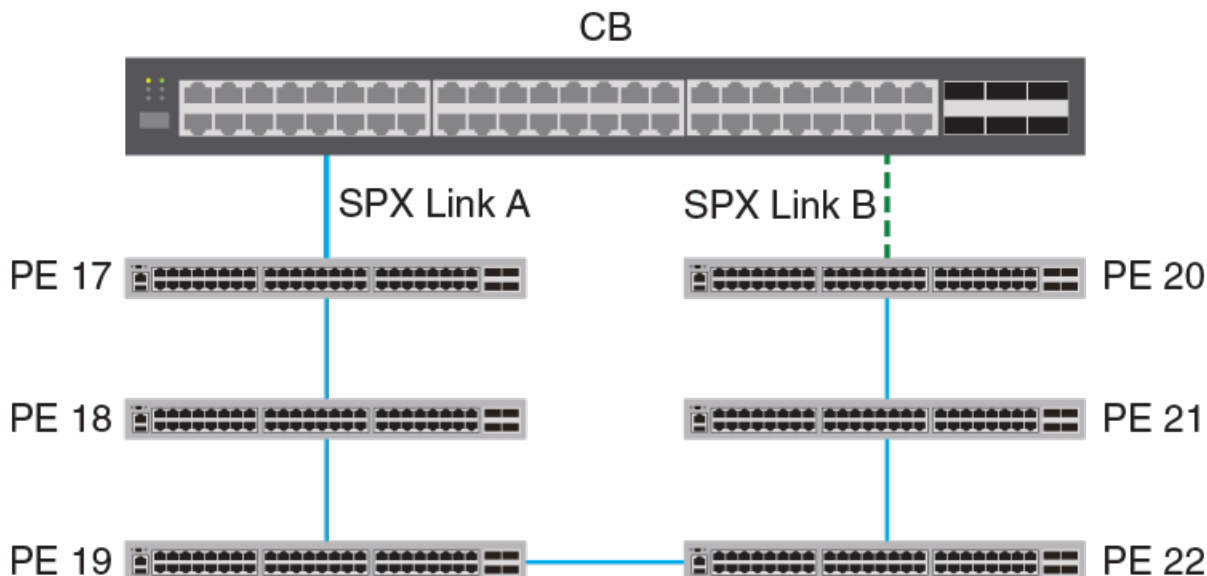 CB
SPX Link A
SPX Link B
PE 17
PE 20
PE 18
PE 21
PE 19
PE 22